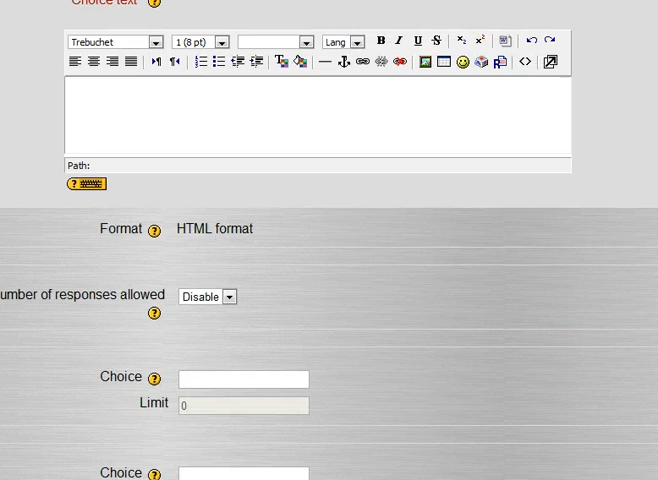 Choice text
Trebuchet 1 (8 pt) Lang B I U S
Path:
Format HTML format
umber of responses allowed Disable
Choice
Limit 0
Choice